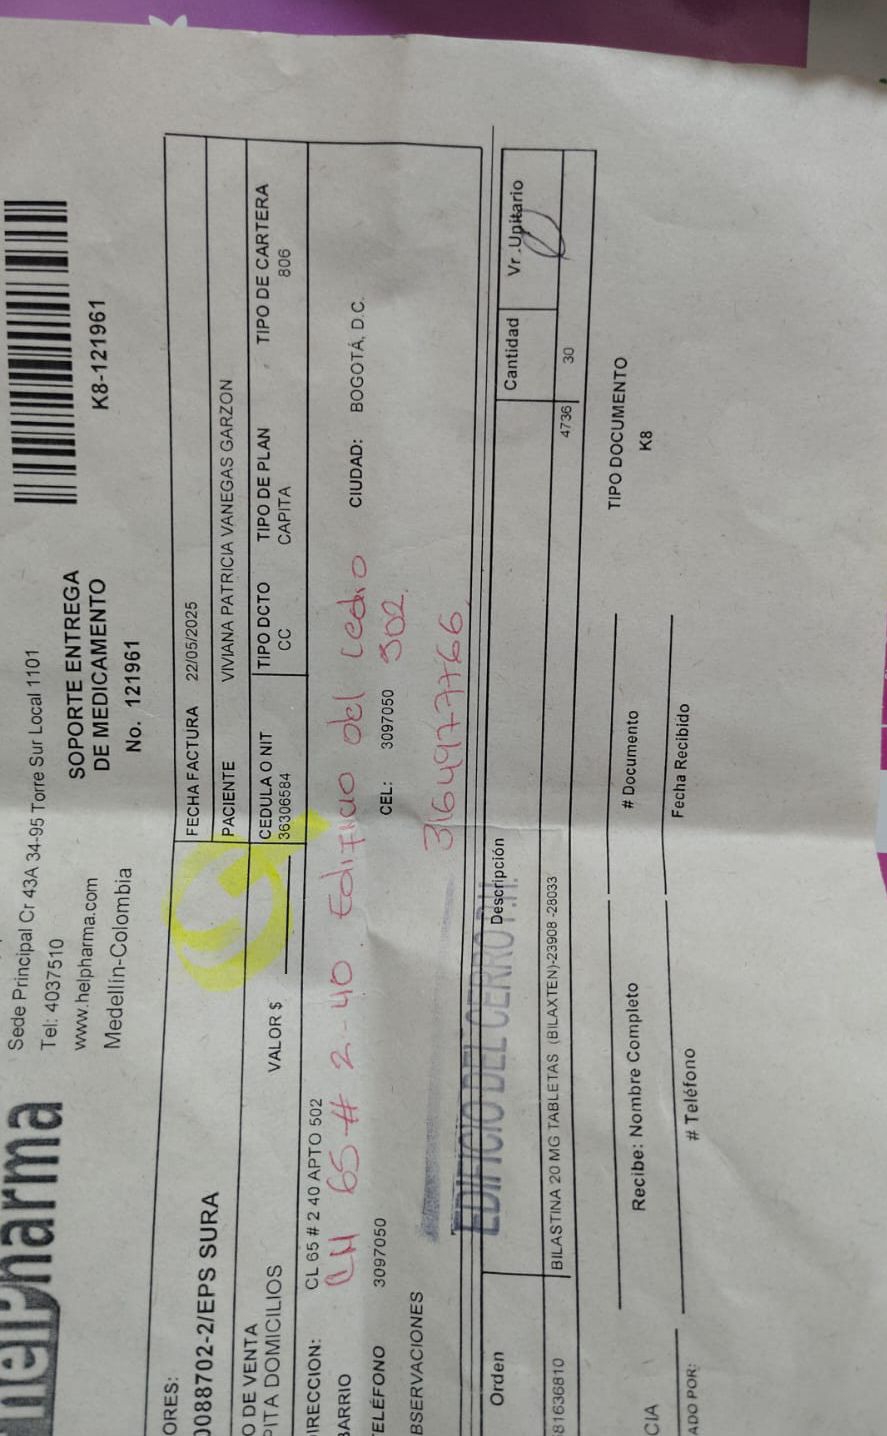 helPharma
Sede Principal Cr 43A 34-95 Torre Sur Local 1101
Tel: 4037510
www.helpharma.com
Medellín-Colombia
SOPORTE ENTREGA
DE MEDICAMENTO
No. 121961
K8-121961
ORES:
0088702-2/EPS SURA
FECHA FACTURA 22/05/2025
PACIENTE VIVIANA PATRICIA VANEGAS GARZON
O DE VENTA
PITA DOMICILIOS
VALOR $
CEDULA O NIT TIPO DCTO TIPO DE PLAN TIPO DE CARTERA
36306584 CC CAPITA 806
IRECCION: CL 65 # 2 40 APTO 502 CIUDAD: BOGOTÁ, D.C.
BARRIO
65 # 2-40 Edificio del cedro
ELÉFONO 3097050 CEL: 3097050 502
BSERVACIONES
3164977766
EDIFICIO DEL CERRO P.H.
Orden Descripción Cantidad Vr.Unitario
81636810 BILASTINA 20 MG TABLETAS (BILAXTEN)-23908 -28033 4736 30
CIA
Recibe: Nombre Completo # Documento TIPO DOCUMENTO
K8
ADO POR:
# Teléfono Fecha Recibido